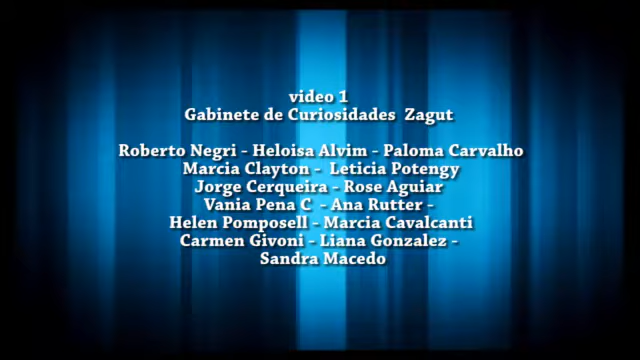 video 1
Gabinete de Curiosidades Zagut
Roberto Negri - Heloisa Alvim - Paloma Carvalho
Marcia Clayton - Leticia Potengy
Jorge Cerqueira - Rose Aguiar
Vania Pena C - Ana Rutter -
Helen Pomposell - Marcia Cavalcanti
Carmen Givoni - Liana Gonzalez -
Sandra Macedo